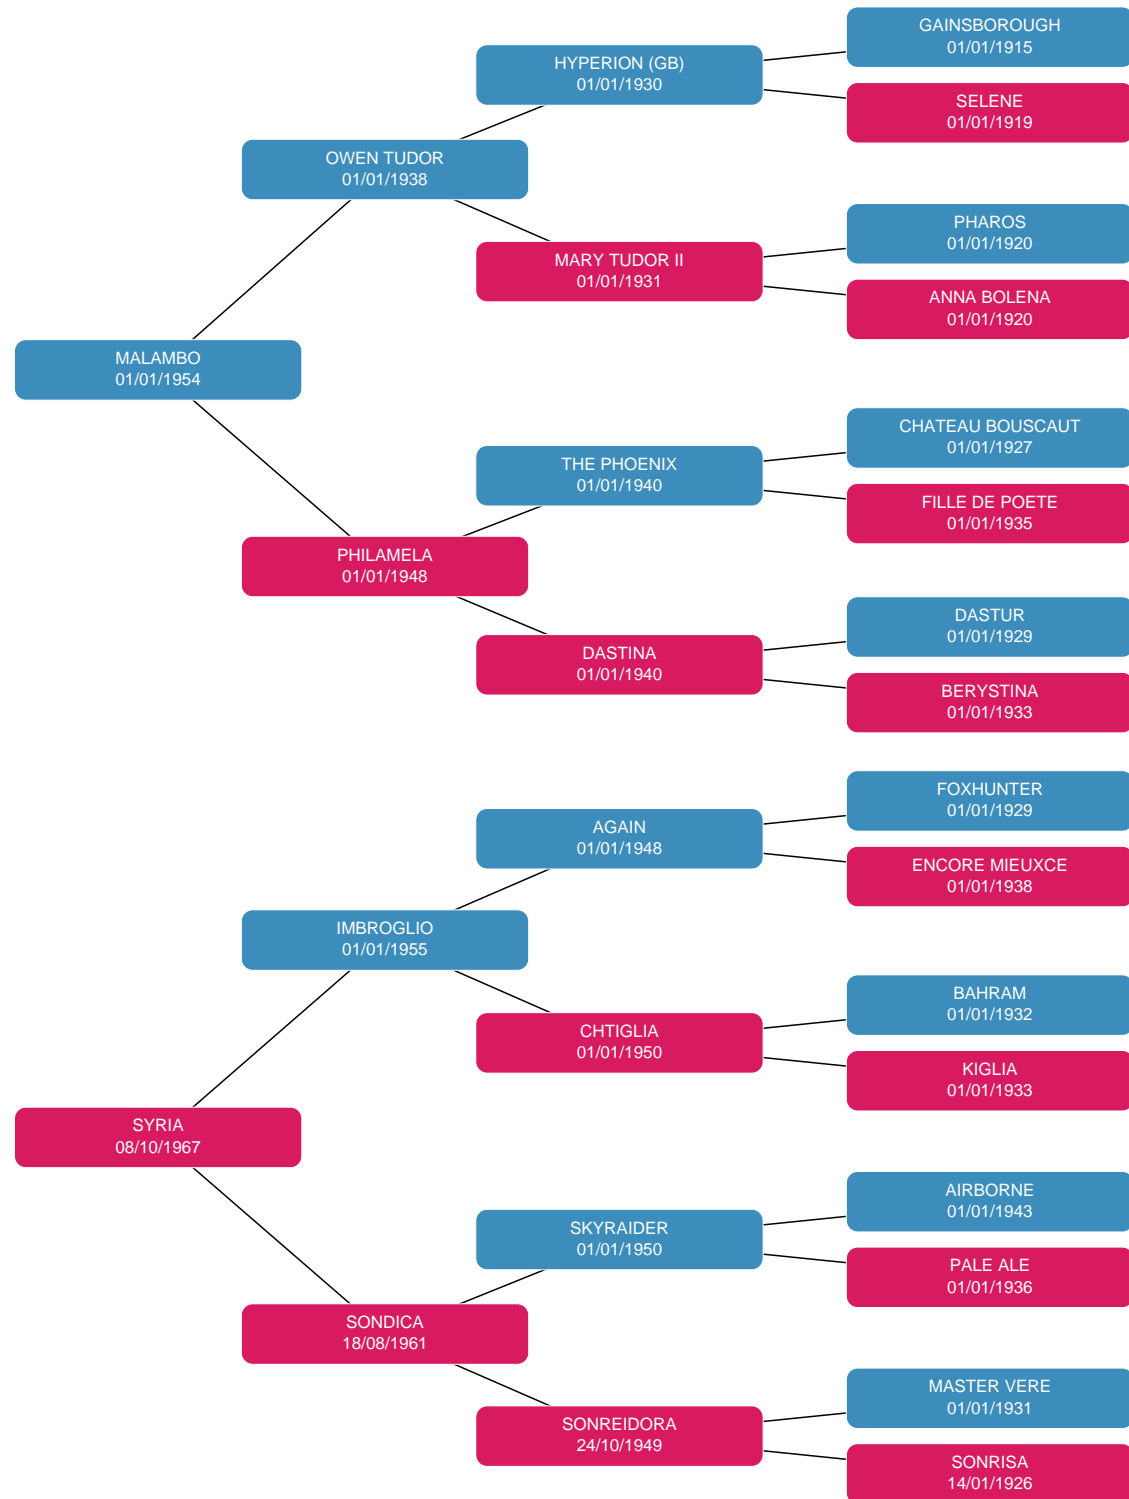 GAINSBOROUGH
01/01/1915
HYPERION (GB)
01/01/1930
SELENE
01/01/1919
OWEN TUDOR
01/01/1938
PHAROS
01/01/1920
MARY TUDOR II
01/01/1931
ANNA BOLENA
01/01/1920
MALAMBO
01/01/1954
CHATEAU BOUSCAUT
01/01/1927
THE PHOENIX
01/01/1940
FILLE DE POETE
01/01/1935
PHILAMELA
01/01/1948
DASTUR
01/01/1929
DASTINA
01/01/1940
BERYSTINA
01/01/1933
FOXHUNTER
01/01/1929
AGAIN
01/01/1948
ENCORE MIEUXCE
01/01/1938
IMBROGLIO
01/01/1955
BAHRAM
01/01/1932
CHTIGLIA
01/01/1950
KIGLIA
01/01/1933
SYRIA
08/10/1967
AIRBORNE
01/01/1943
SKYRAIDER
01/01/1950
PALE ALE
01/01/1936
SONDICA
18/08/1961
MASTER VERE
01/01/1931
SONREIDORA
24/10/1949
SONRISA
14/01/1926